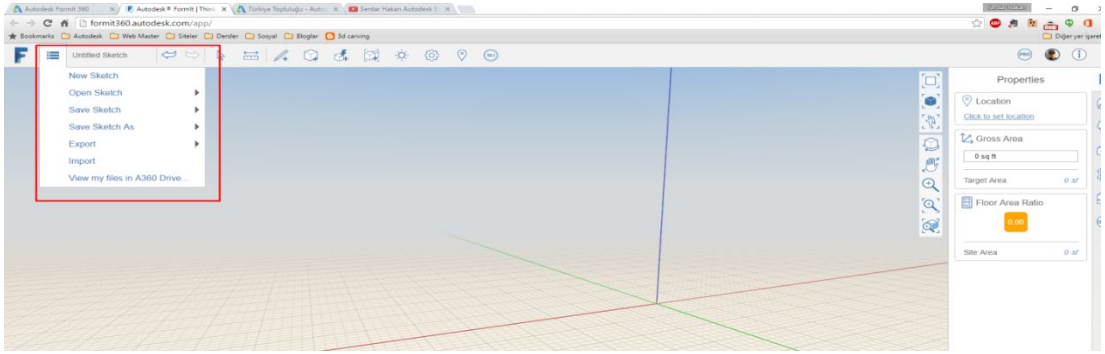 Autodesk Formit 360
Autodesk® FormIt | Thin
Türkiye Topluluğu - Auto
Serdar Hakan Autodesk
formit360.autodesk.com/app/
Bookmarks Autodesk Web Master Siteler Dersler Sosyal Bloglar 3d carving
Diğer yer işaret
Untitled Sketch
New Sketch
Open Sketch
Save Sketch
Save Sketch As
Export
Import
View my files in A360 Drive...
Properties
Location
Click to set location
Gross Area
0 sq ft
Target Area 0 sf
Floor Area Ratio
0.00
Site Area 0 sf